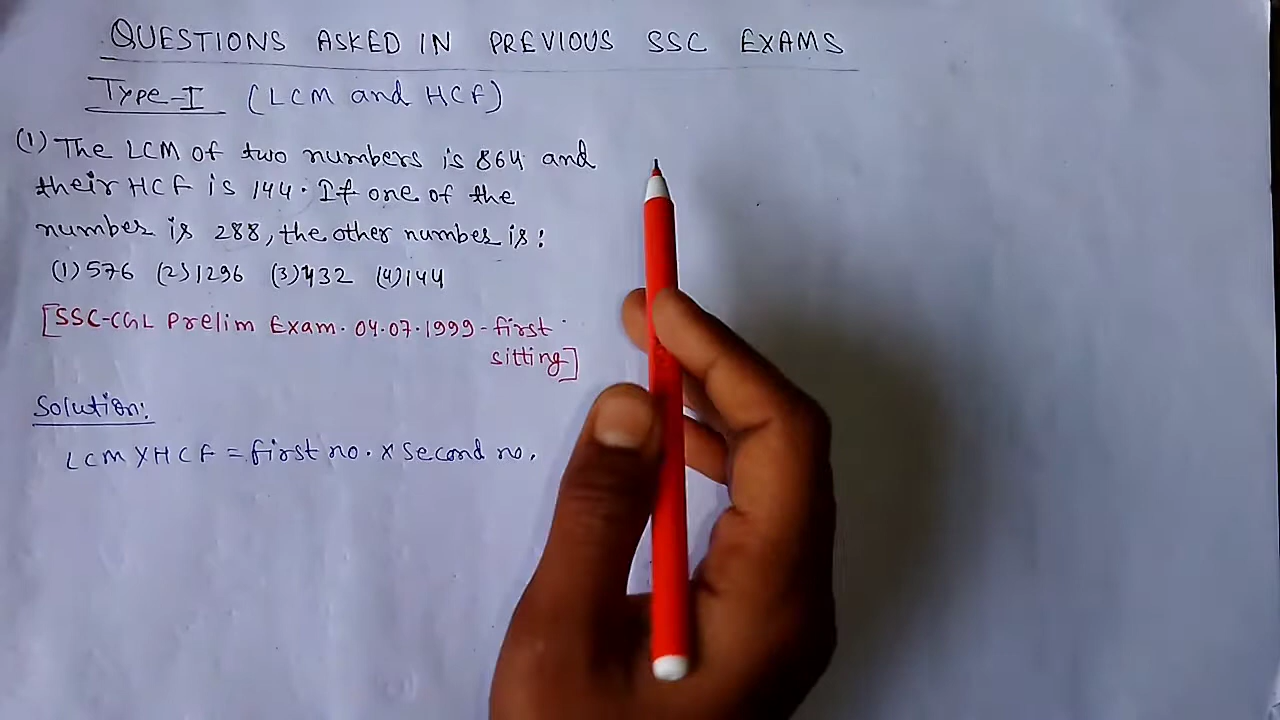 QUESTIONS ASKED IN PREVIOUS SSC EXAMS
Type-I (LCM and HCF)
(1) The LCM of two numbers is 864 and
their HCF is 144. If one of the
number is 288, the other number is:
(1) 576 (2) 1296 (3) 432 (4) 144
[SSC-CGL Prelim Exam. 04.07.1999-first
sitting]
Solution:
LCM X HCF = first no. x Second no.